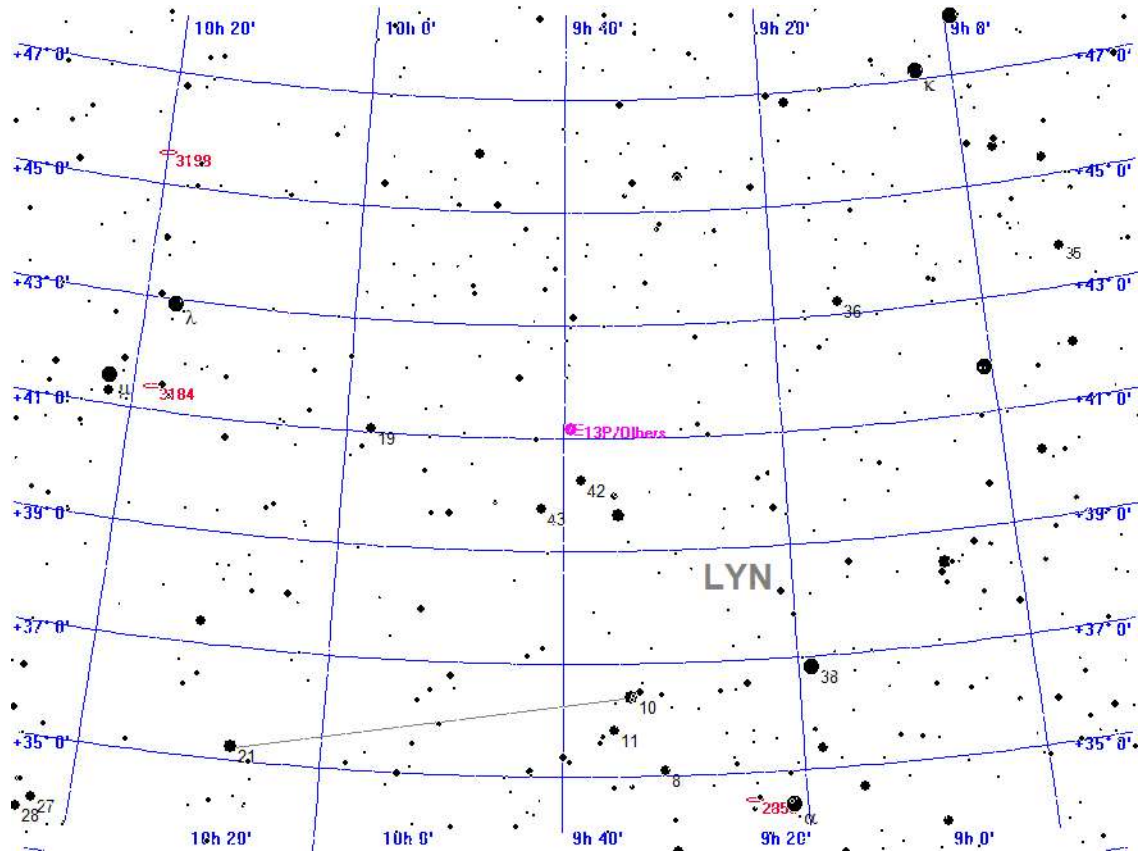 10h 20' 10h 0' 9h 40' 9h 20' 9h 0'
+47° 0' +47° 0'
κ
3198
+45° 0' +45° 0'
35
+43° 0' +43° 0'
λ 36
μ 3184
+41° 0' +41° 0'
19 13P/Olbers
42
43
+39° 0' +39° 0'
LYN
+37° 0' +37° 0'
38
10
11
+35° 0' +35° 0'
21
8
27
28 α
10h 20' 10h 0' 9h 40' 9h 20' 9h 0'